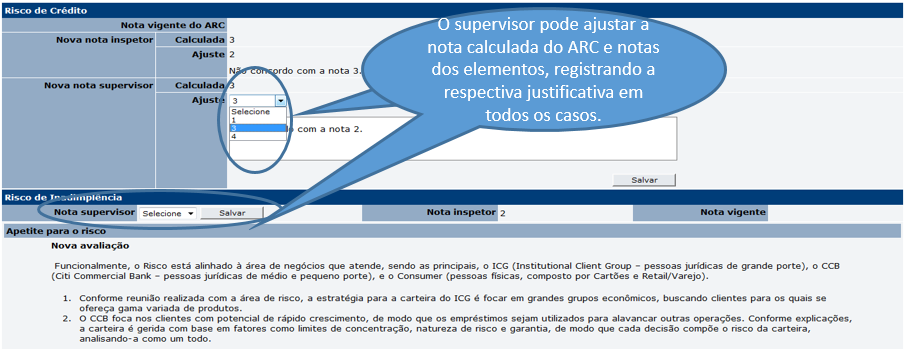 Risco de Crédito
Nota vigente do ARC
Nova nota inspetor Calculada 3
Ajuste 2
Não concordo com a nota 3.
Nova nota supervisor Calculada 3
Ajuste 3
Selecione
1
3
4
do com a nota 2.
Salvar
O supervisor pode ajustar a
nota calculada do ARC e notas
dos elementos, registrando a
respectiva justificativa em
todos os casos.
Risco de Inadimplência
Nota supervisor Selecione Salvar Nota inspetor 2 Nota vigente
Apetite para o risco
Nova avaliação
Funcionalmente, o Risco está alinhado à área de negócios que atende, sendo as principais, o ICG (Institutional Client Group – pessoas jurídicas de grande porte), o CCB
(Citi Commercial Bank – pessoas jurídicas de médio e pequeno porte), e o Consumer (pessoas físicas, composto por Cartões e Retail/Varejo).
1. Conforme reunião realizada com a área de risco, a estratégia para a carteira do ICG é focar em grandes grupos econômicos, buscando clientes para os quais se
ofereça gama variada de produtos.
2. O CCB foca nos clientes com potencial de rápido crescimento, de modo que os empréstimos sejam utilizados para alavancar outras operações. Conforme explicações,
a carteira é gerida com base em fatores como limites de concentração, natureza de risco e garantia, de modo que cada decisão compõe o risco da carteira,
analisando-a como um todo.